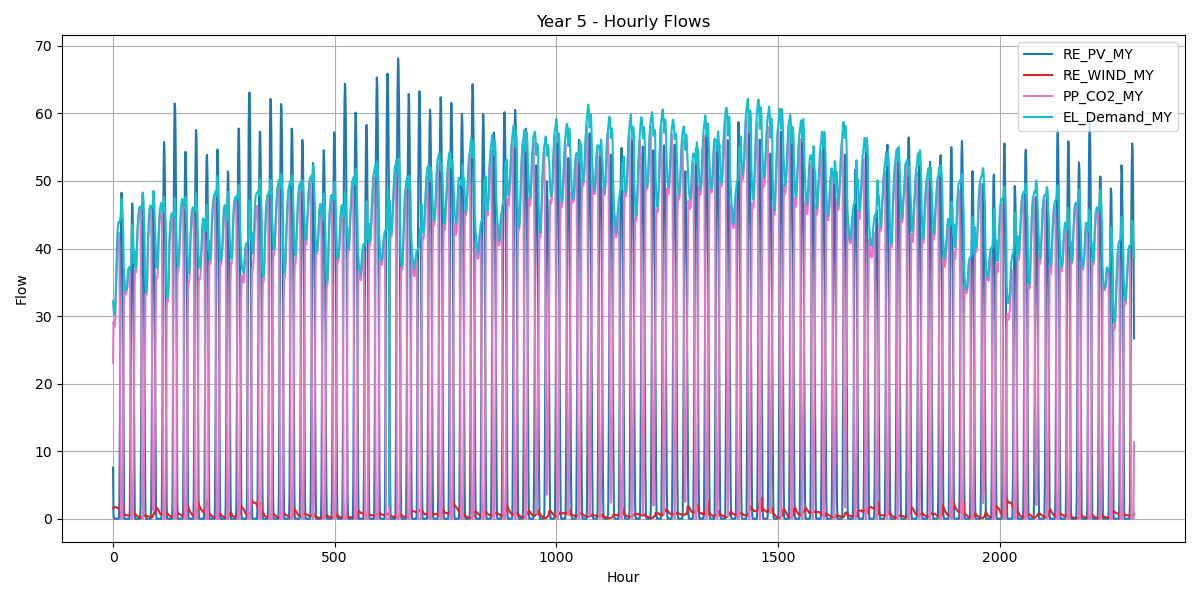 Year 5 - Hourly Flows
70
60
50
40
30
20
10
0
Flow
0
500
1000
1500
2000
Hour
RE_PV_MY
RE_WIND_MY
PP_CO2_MY
EL_Demand_MY